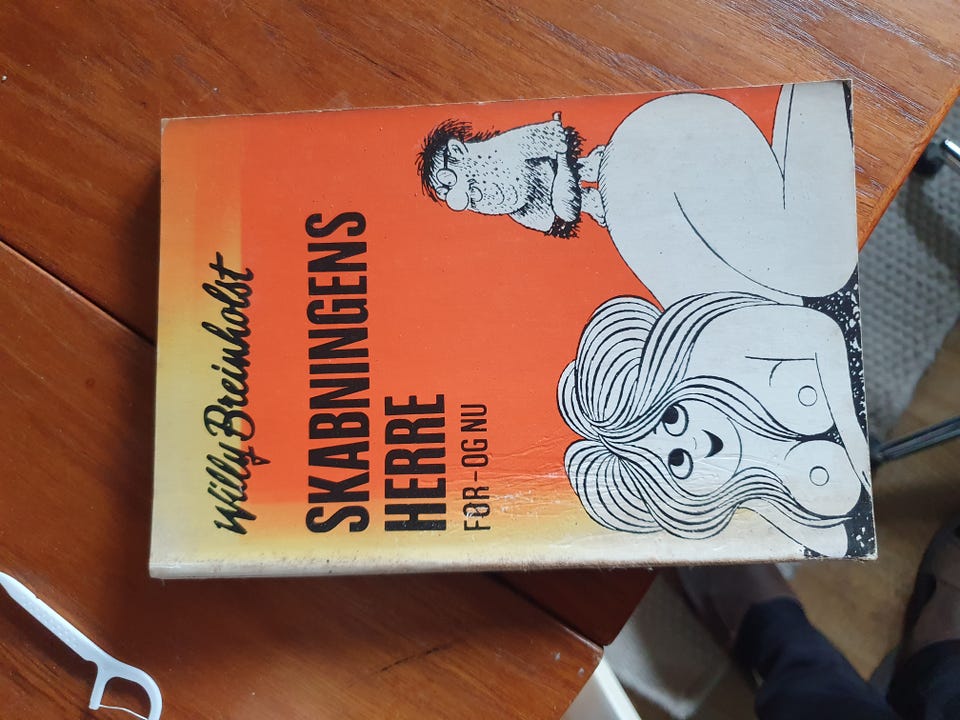 Willy Breinholst
SKABNINGENS
HERRE
FØR - OG NU